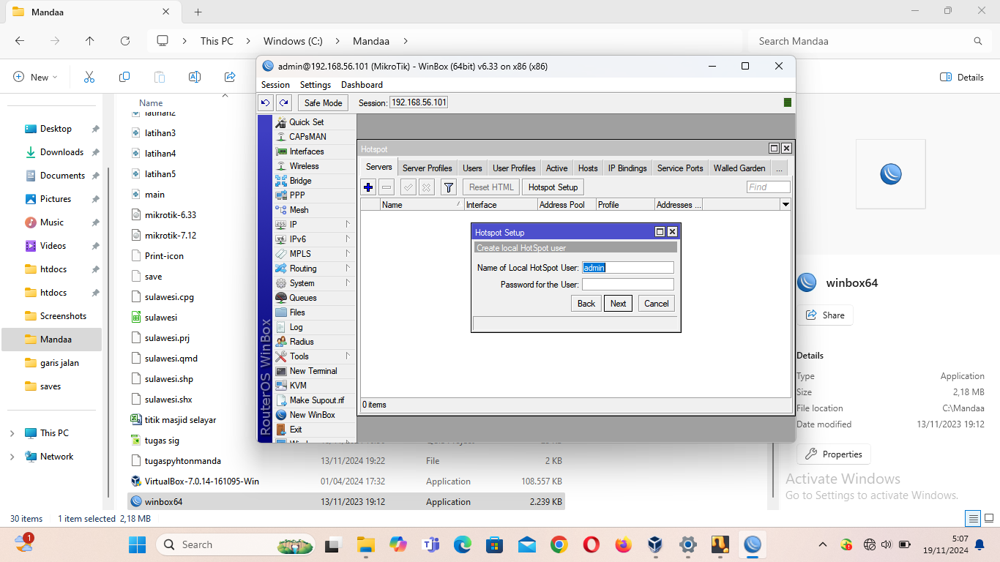 Mandaa
This PC
Windows (C:)
Mandaa
Search Mandaa
New
Details
Name
Desktop
Downloads
Documents
Pictures
Music
Videos
htdocs
htdocs
Screenshots
Mandaa
garis jalan
saves
This PC
Network
latihan2
latihan3
latihan4
latihan5
main
mikrotik-6.33
mikrotik-7.12
Print-icon
save
sulawesi.cpg
sulawesi
sulawesi.prj
sulawesi.qmd
sulawesi.shp
sulawesi.shx
titik masjid selayar
tugas sig
tugaspyhtonmanda 13/11/2024 19:22 File 2 KB
VirtualBox-7.0.14-161095-Win 01/04/2024 17:32 Application 108.557 KB
winbox64 13/11/2023 19:12 Application 2.239 KB
admin@192.168.56.101 (MikroTik) - WinBox (64bit) v6.33 on x86 (x86)
Session Settings Dashboard
Safe Mode Session: 192.168.56.101
RouterOS WinBox
Quick Set
CAPsMAN
Interfaces
Wireless
Bridge
PPP
Mesh
IP
IPv6
MPLS
Routing
System
Queues
Files
Log
Radius
Tools
New Terminal
KVM
Make Supout.rif
New WinBox
Exit
Hotspot
Servers Server Profiles Users User Profiles Active Hosts IP Bindings Service Ports Walled Garden ...
Reset HTML Hotspot Setup Find
Name Interface Address Pool Profile Addresses ...
Hotspot Setup
Create local HotSpot user
Name of Local HotSpot User: admin
Password for the User:
Back Next Cancel
0 items
winbox64
Share
Details
Type Application
Size 2,18 MB
File location C:\Mandaa
Date modified 13/11/2023 19:12
Properties
Activate Windows
Go to Settings to activate Windows.
30 items 1 item selected 2,18 MB
1
Search
5:07
19/11/2024